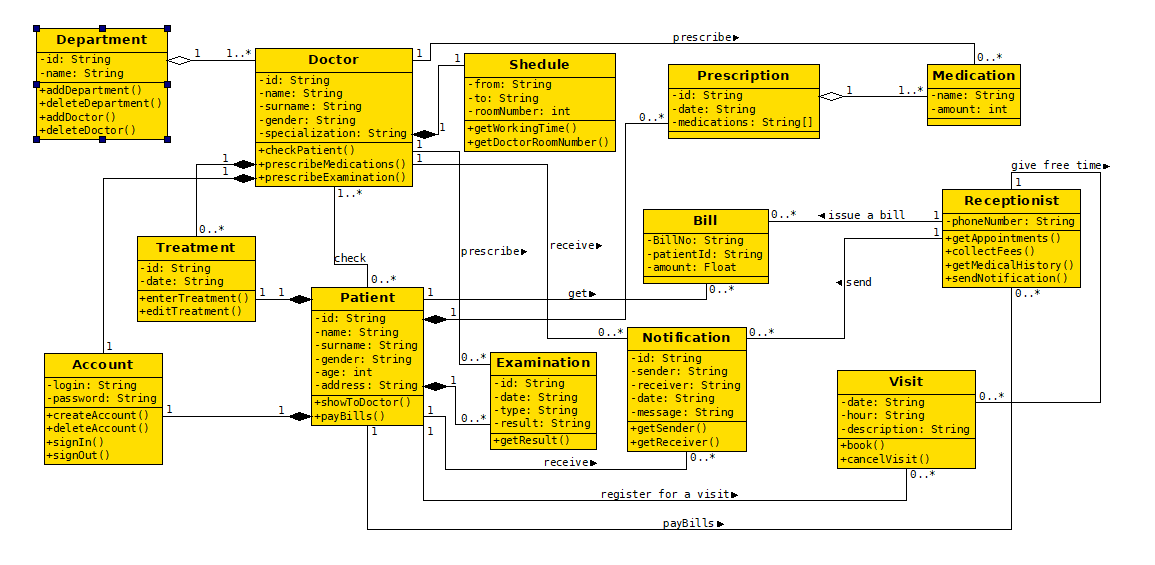 Department
-id: String
-name: String
+addDepartment()
+deleteDepartment()
+addDoctor()
+deleteDoctor()
1
1..*
Doctor
-id: String
-name: String
-surname: String
-gender: String
-specialization: String
+checkPatient()
+prescribeMedications()
+prescribeExamination()
1
prescribe
0..*
1
1
Shedule
-from: String
-to: String
-roomNumber: int
+getWorkingTime()
+getDoctorRoomNumber()
Prescription
-id: String
-date: String
-medications: String[]
0..*
1
1..*
Medication
-name: String
-amount: int
1
1
1
1
1..*
check
0..*
prescribe
receive
give free time
1
Receptionist
-phoneNumber: String
+getAppointments()
+collectFees()
+getMedicalHistory()
+sendNotification()
0..*
1
1
issue a bill
0..*
send
Bill
-BillNo: String
-patientId: String
-amount: Float
0..*
0..*
Treatment
-id: String
-date: String
+enterTreatment()
+editTreatment()
1
1
Patient
-id: String
-name: String
-surname: String
-gender: String
-age: int
-address: String
+showToDoctor()
+payBills()
1
get
1
1
1
1
1
0..*
0..*
Examination
-id: String
-date: String
-type: String
-result: String
+getResult()
0..*
0..*
Notification
-id: String
-sender: String
-receiver: String
-date: String
-message: String
+getSender()
+getReceiver()
0..*
Visit
-date: String
-hour: String
-description: String
+book()
+cancelVisit()
0..*
0..*
1
Account
-login: String
-password: String
+createAccount()
+deleteAccount()
+signIn()
+signOut()
1
1
receive
register for a visit
payBills